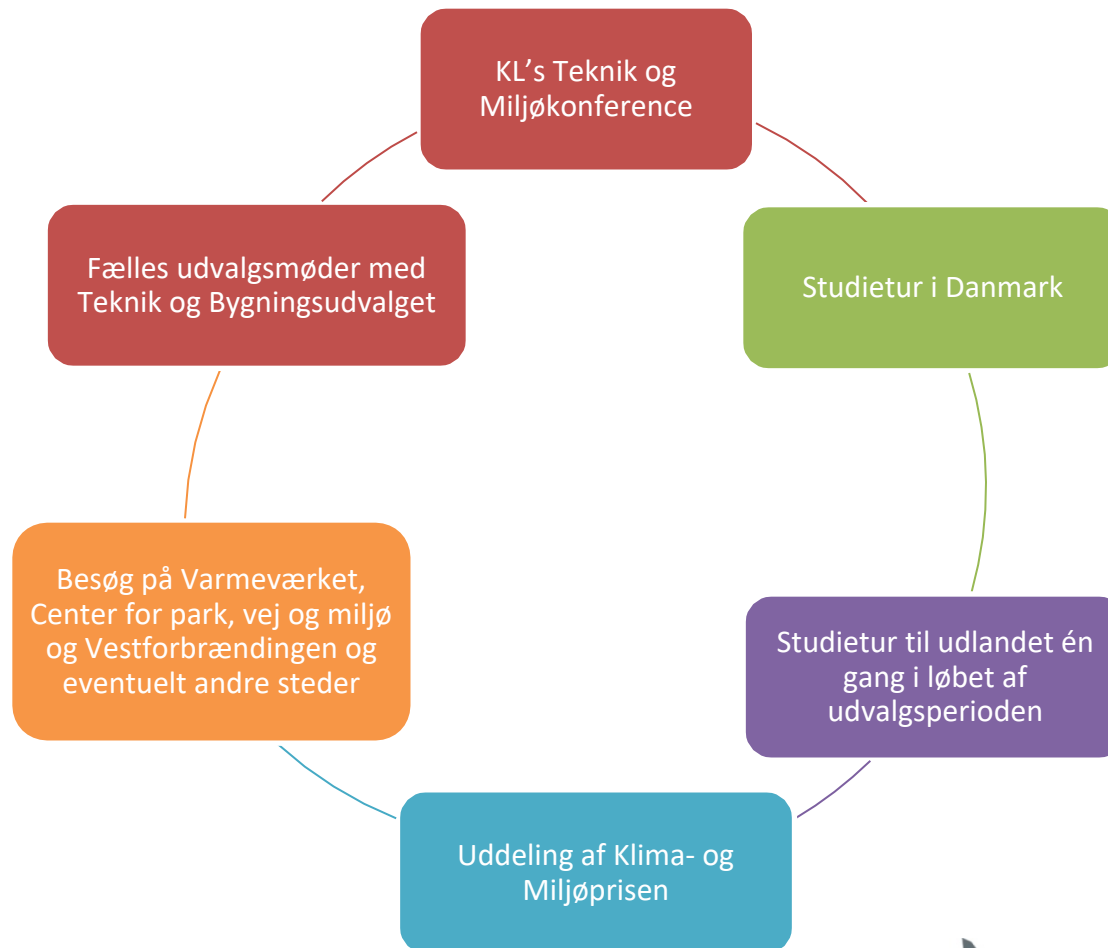 KL’s Teknik og
Miljøkonference
Studietur i Danmark
Studietur til udlandet én
gang i løbet af
udvalgsperioden
Uddeling af Klima- og
Miljøprisen
Besøg på Varmeværket,
Center for park, vej og miljø
og Vestforbrændingen og
eventuelt andre steder
Fælles udvalgsmøder med
Teknik og Bygningsudvalget